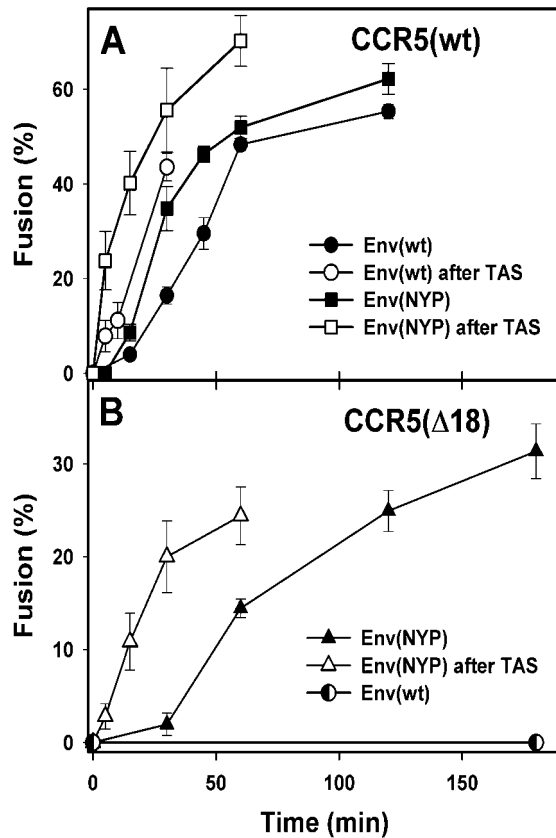 A
CCR5(wt)
60
40
20
0
Fusion (%)
Env(wt)
Env(wt) after TAS
Env(NYP)
Env(NYP) after TAS
B
CCR5(Δ18)
30
20
10
0
Fusion (%)
Env(NYP)
Env(NYP) after TAS
Env(wt)
0 50 100 150
Time (min)